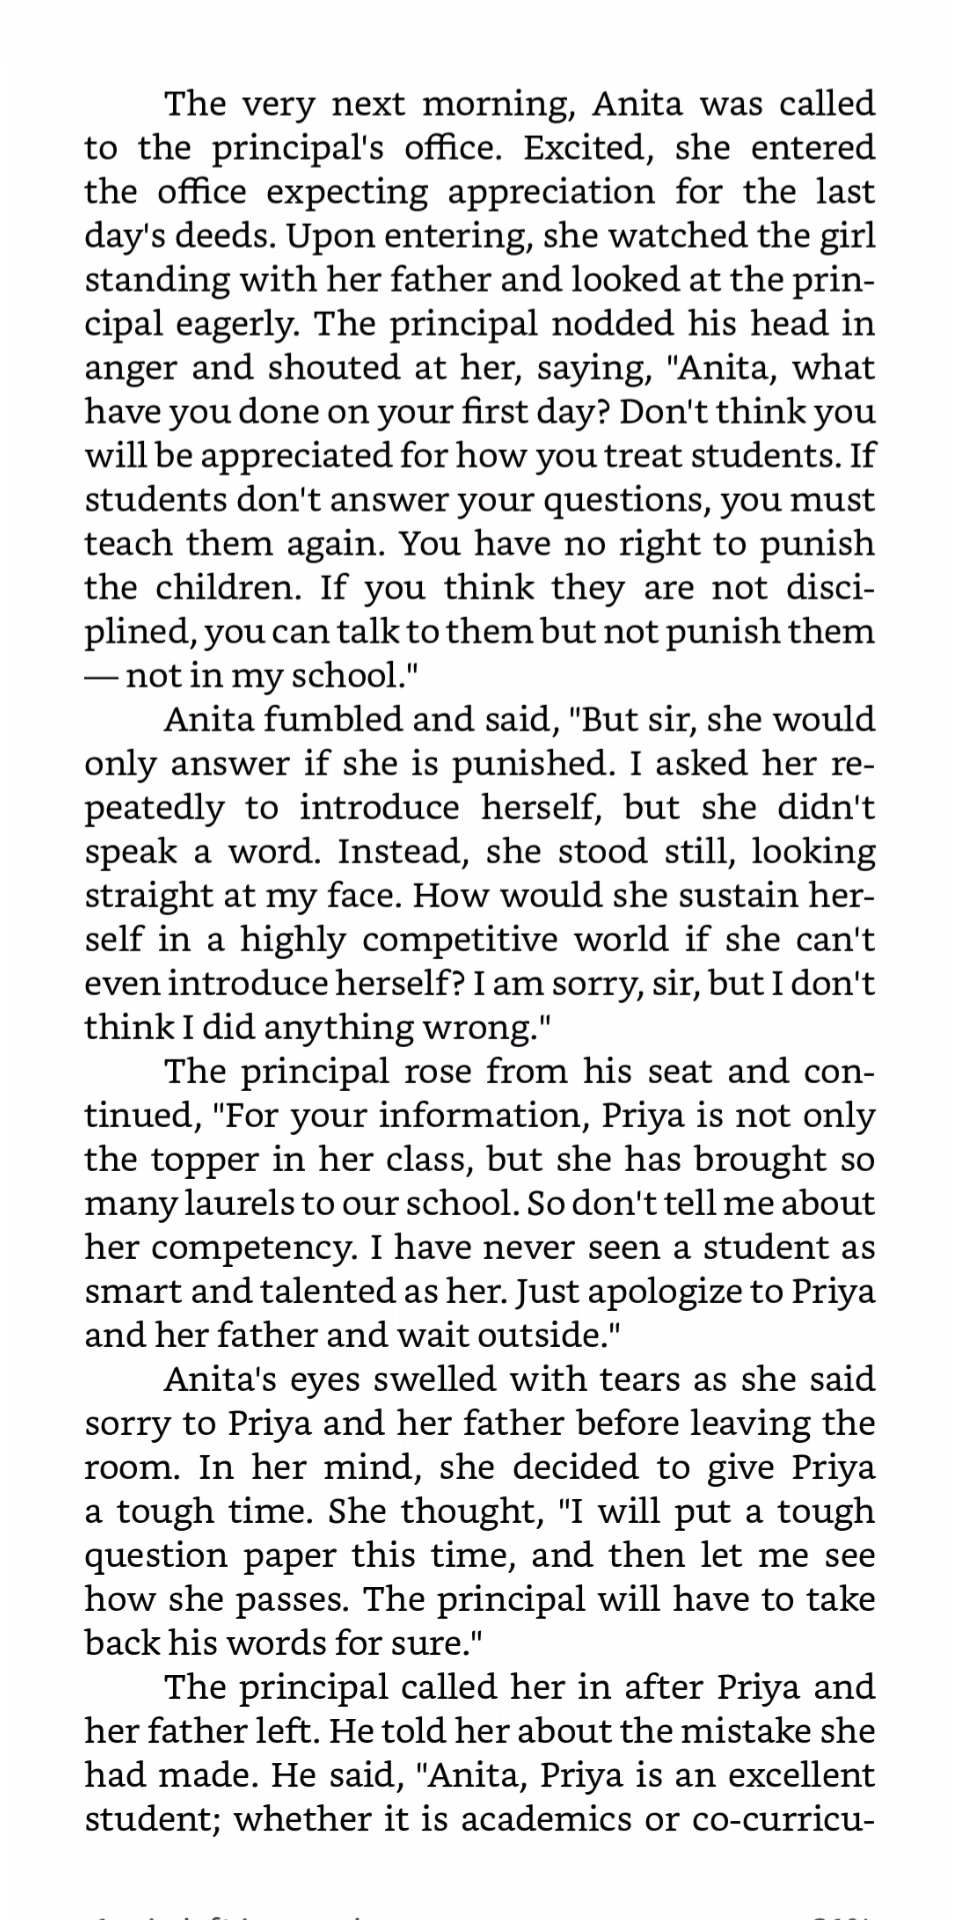 The very next morning, Anita was called
to the principal's office. Excited, she entered
the office expecting appreciation for the last
day's deeds. Upon entering, she watched the girl
standing with her father and looked at the prin-
cipal eagerly. The principal nodded his head in
anger and shouted at her, saying, "Anita, what
have you done on your first day? Don't think you
will be appreciated for how you treat students. If
students don't answer your questions, you must
teach them again. You have no right to punish
the children. If you think they are not disci-
plined, you can talk to them but not punish them
— not in my school."
Anita fumbled and said, "But sir, she would
only answer if she is punished. I asked her re-
peatedly to introduce herself, but she didn't
speak a word. Instead, she stood still, looking
straight at my face. How would she sustain her-
self in a highly competitive world if she can't
even introduce herself? I am sorry, sir, but I don't
think I did anything wrong."
The principal rose from his seat and con-
tinued, "For your information, Priya is not only
the topper in her class, but she has brought so
many laurels to our school. So don't tell me about
her competency. I have never seen a student as
smart and talented as her. Just apologize to Priya
and her father and wait outside."
Anita's eyes swelled with tears as she said
sorry to Priya and her father before leaving the
room. In her mind, she decided to give Priya
a tough time. She thought, "I will put a tough
question paper this time, and then let me see
how she passes. The principal will have to take
back his words for sure."
The principal called her in after Priya and
her father left. He told her about the mistake she
had made. He said, "Anita, Priya is an excellent
student; whether it is academics or co-curricu-